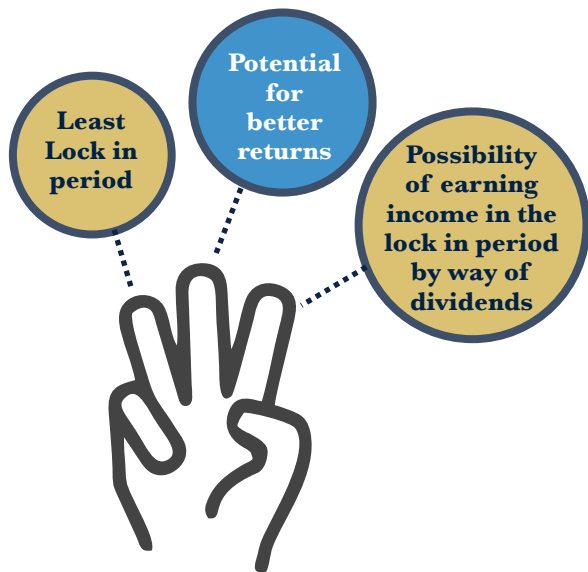 Least
Lock in
period
Potential
for
better
returns
Possibility
of earning
income in the
lock in period
by way of
dividends